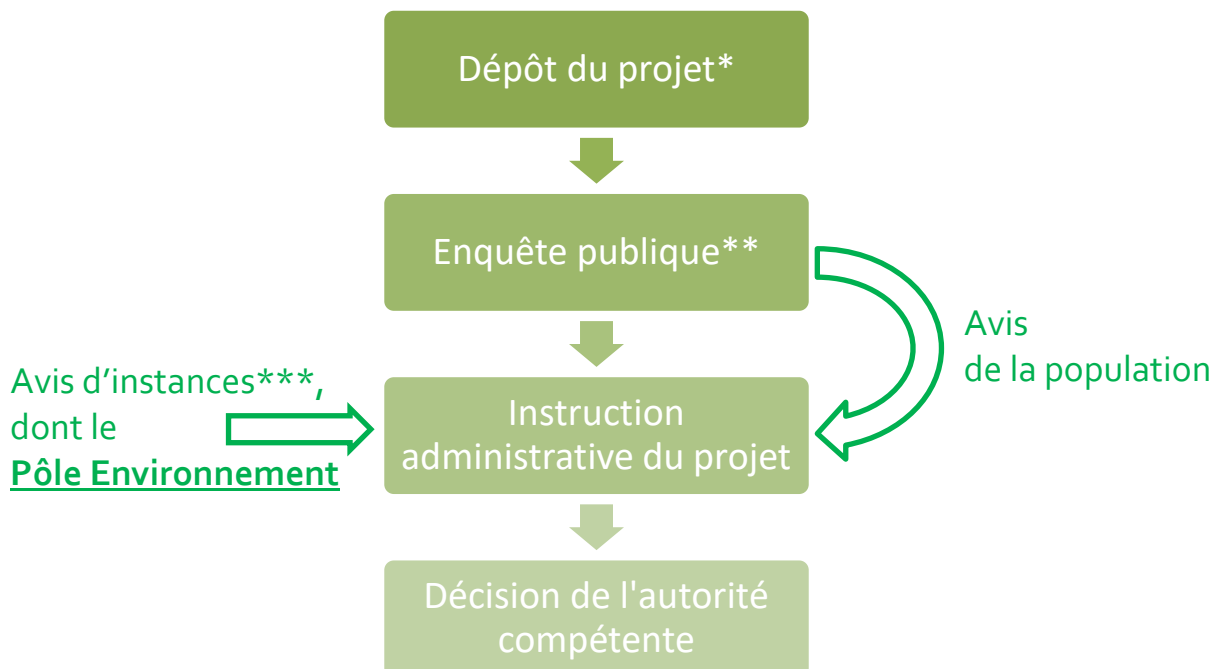 Dépôt du projet*
Enquête publique**
Avis
de la population
Avis d’instances***,
dont le
Pôle Environnement
Instruction
administrative du projet
Décision de l'autorité
compétente